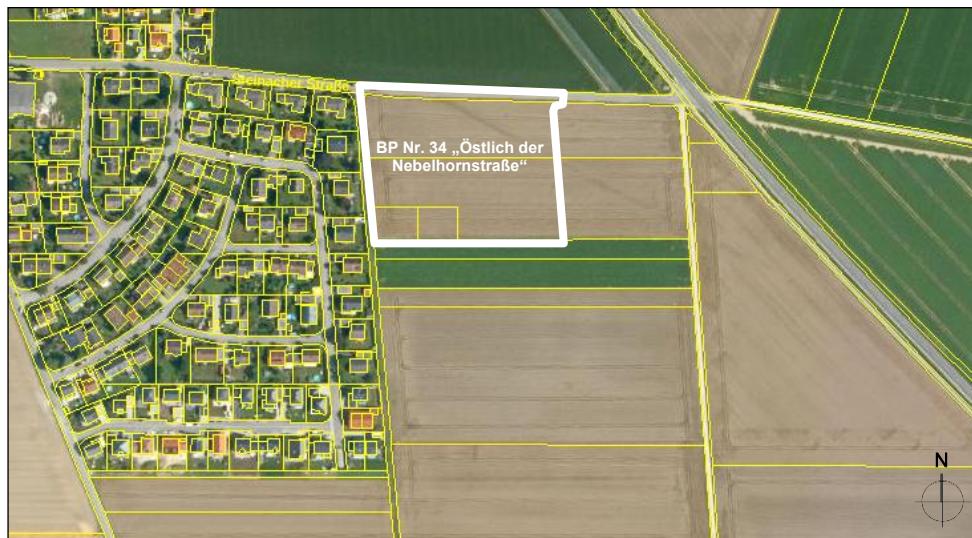 Steinacher Straße
BP Nr. 34 „Östlich der
Nebelhornstraße“
N